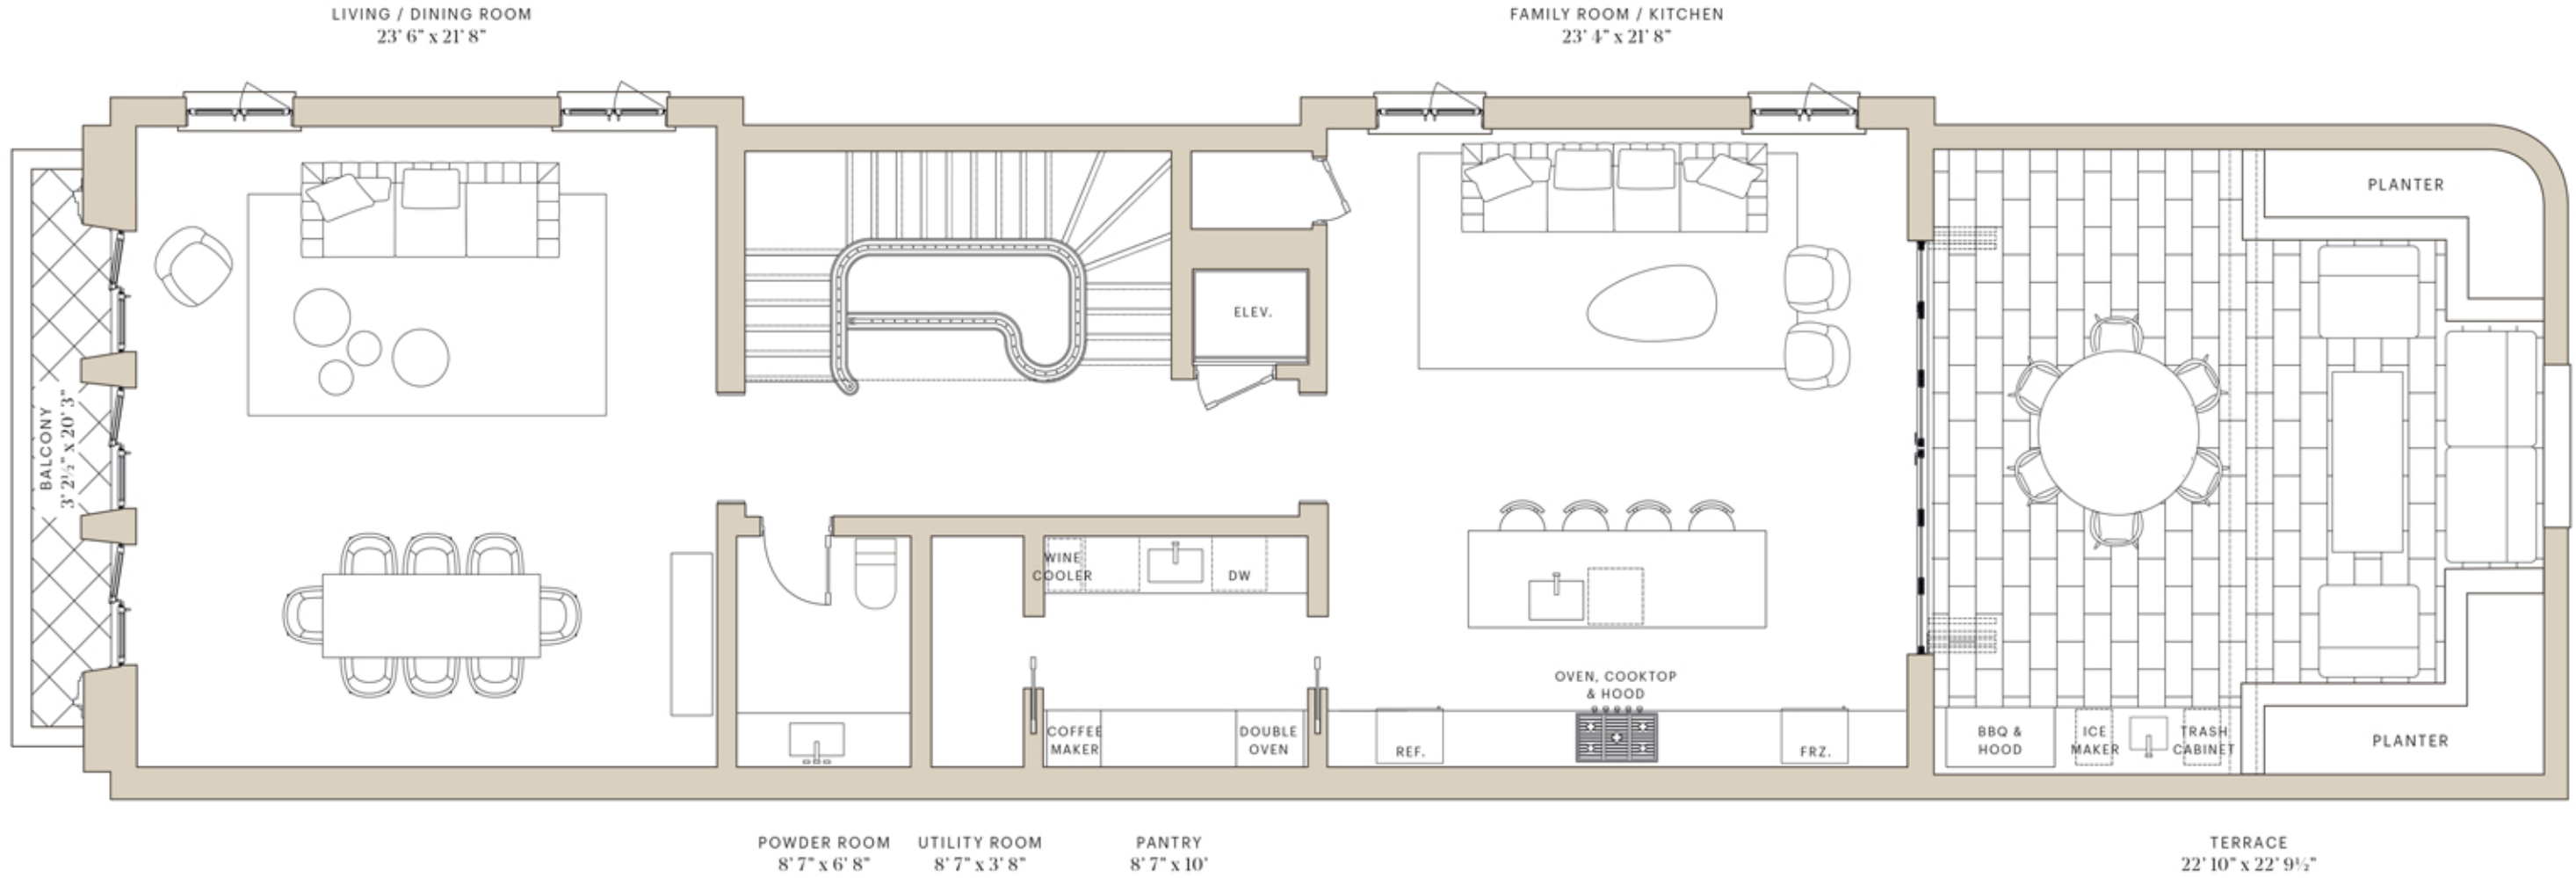 LIVING / DINING ROOM
23’ 6” x 21’ 8”
FAMILY ROOM / KITCHEN
23’ 4” x 21’ 8”
PLANTER
ELEV.
BALCONY
3’ 2½” x 20’ 3”
WINE
COOLER
DW
OVEN, COOKTOP
& HOOD
COFFEE
MAKER
DOUBLE
OVEN
REF.
FRZ.
BBQ &
HOOD
ICE
MAKER
TRASH
CABINET
PLANTER
POWDER ROOM
8’ 7” x 6’ 8”
UTILITY ROOM
8’ 7” x 3’ 8”
PANTRY
8’ 7” x 10’
TERRACE
22’ 10” x 22’ 9½”